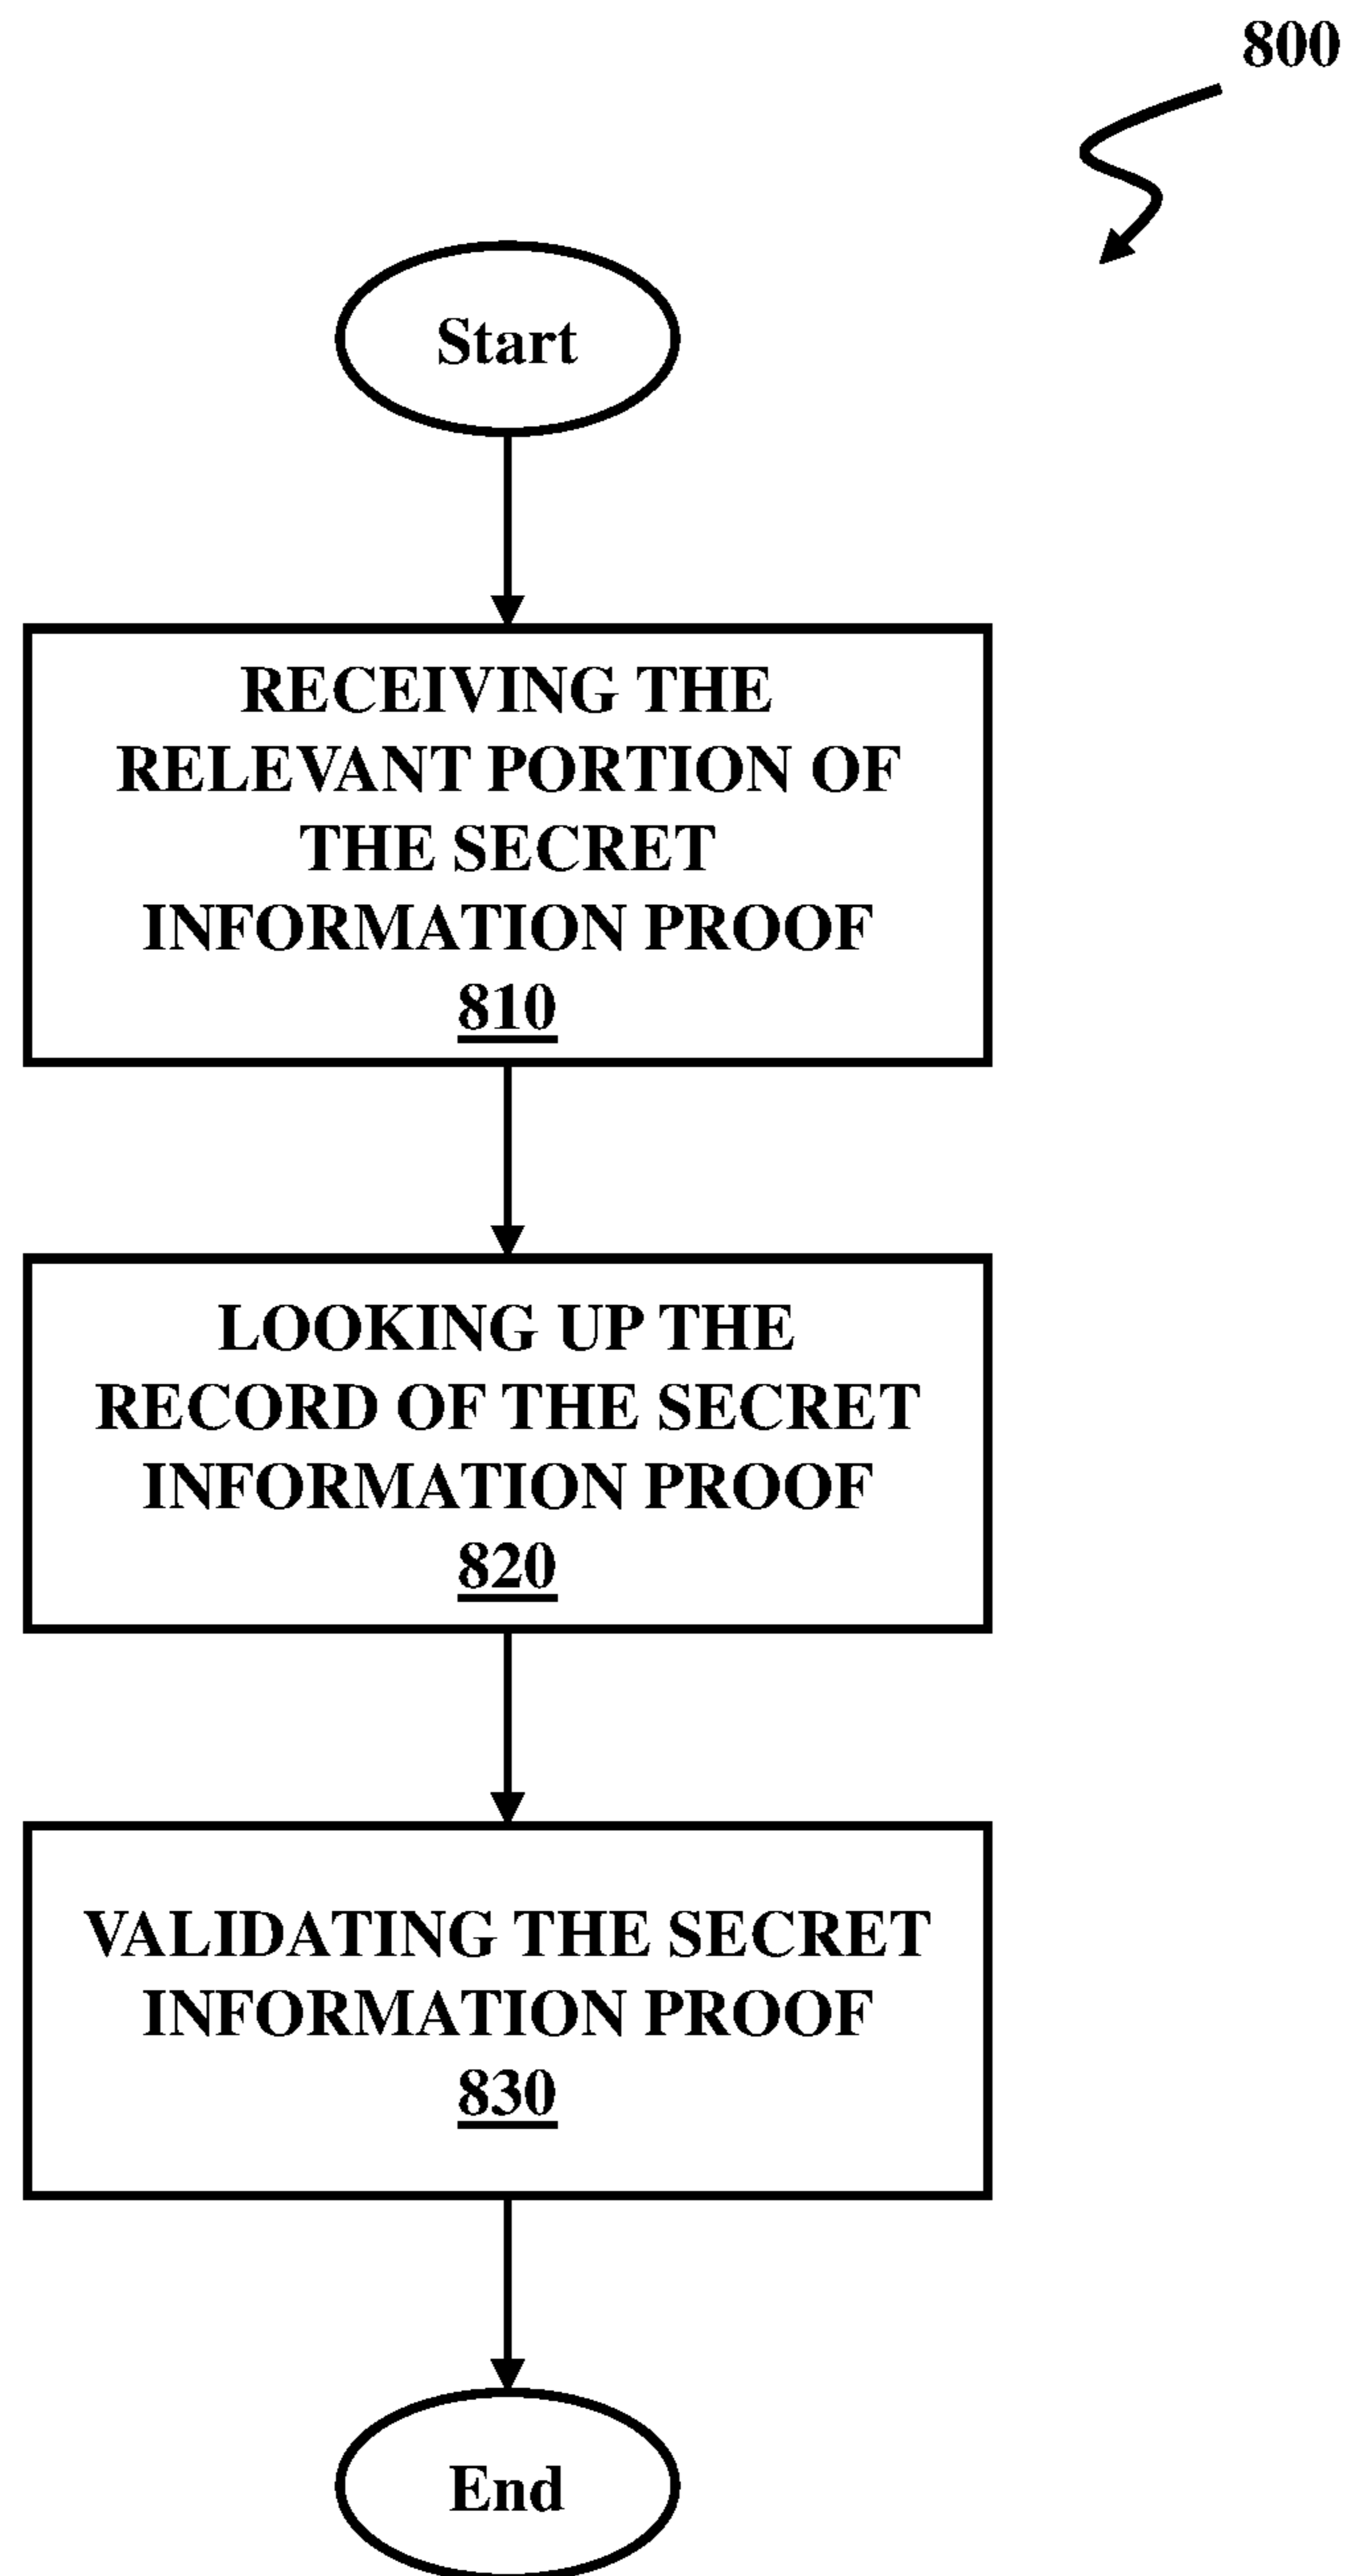 800
Start
RECEIVING THE
RELEVANT PORTION OF
THE SECRET
INFORMATION PROOF
810
LOOKING UP THE
RECORD OF THE SECRET
INFORMATION PROOF
820
VALIDATING THE SECRET
INFORMATION PROOF
830
End